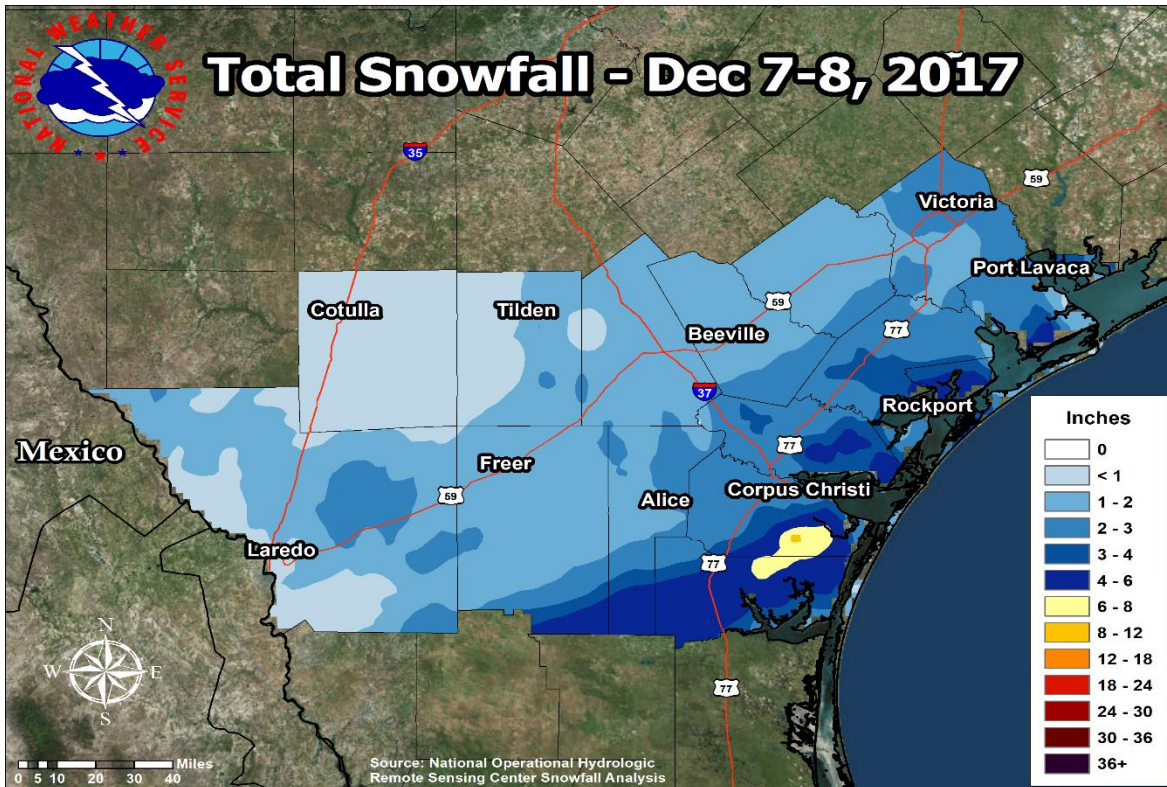 NATIONAL WEATHER SERVICE
Total Snowfall - Dec 7-8, 2017
35
59
Victoria
Port Lavaca
Cotulla
Tilden
59
Beeville
77
37
Rockport
Mexico
77
Freer
59
Alice
Corpus Christi
Laredo
77
77
N
W
E
S
Miles
0 5 10 20 30 40
Source: National Operational Hydrologic
Remote Sensing Center Snowfall Analysis
Inches
0
< 1
1 - 2
2 - 3
3 - 4
4 - 6
6 - 8
8 - 12
12 - 18
18 - 24
24 - 30
30 - 36
36+